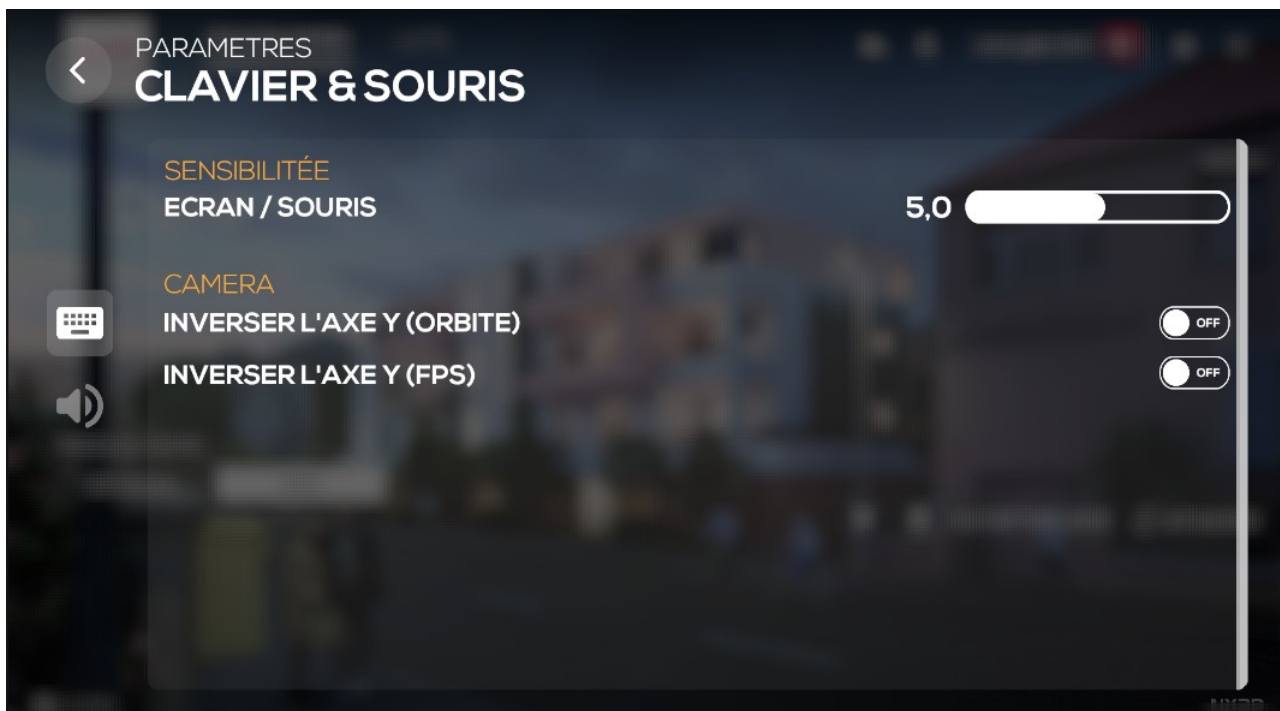 PARAMETRES
CLAVIER & SOURIS
SENSIBILITÉE
ECRAN / SOURIS
5,0
CAMERA
INVERSER L'AXE Y (ORBITE)
OFF
INVERSER L'AXE Y (FPS)
OFF